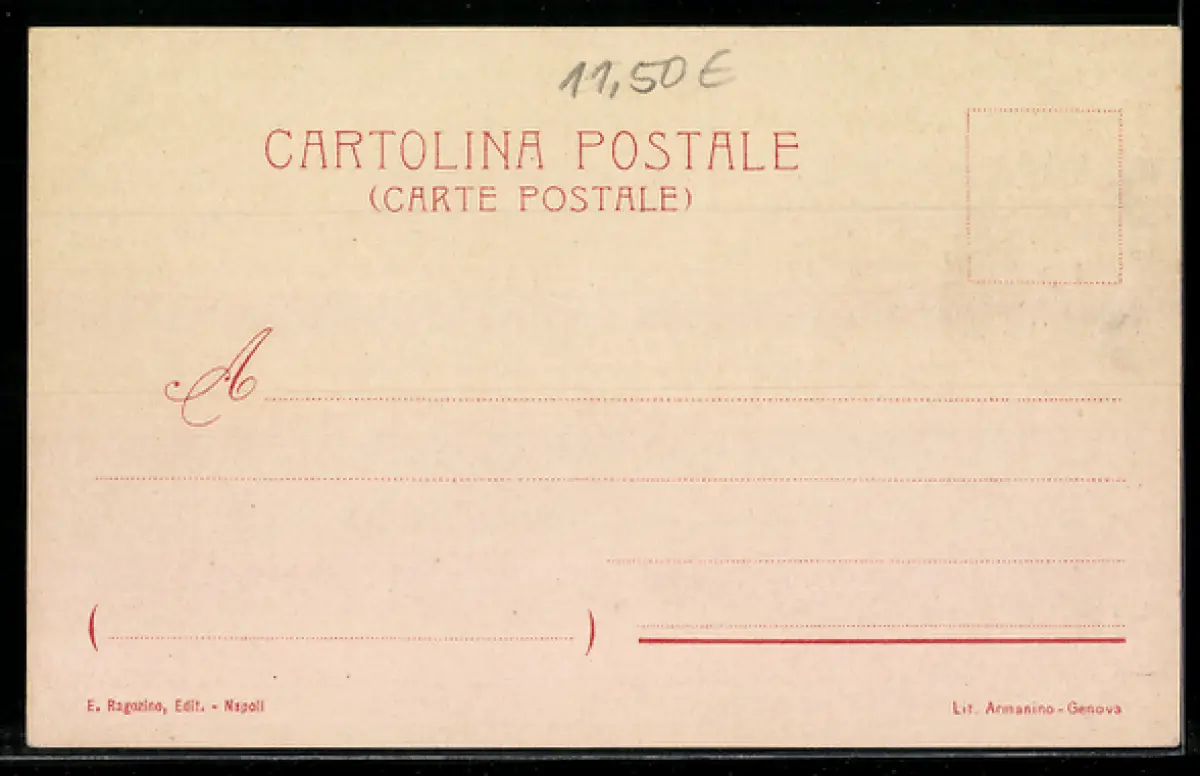 11,50 €
CARTOLINA POSTALE
(CARTE POSTALE)
A
( )
E. Ragozino, Edit. - Napoli
Lit. Armanino - Genova